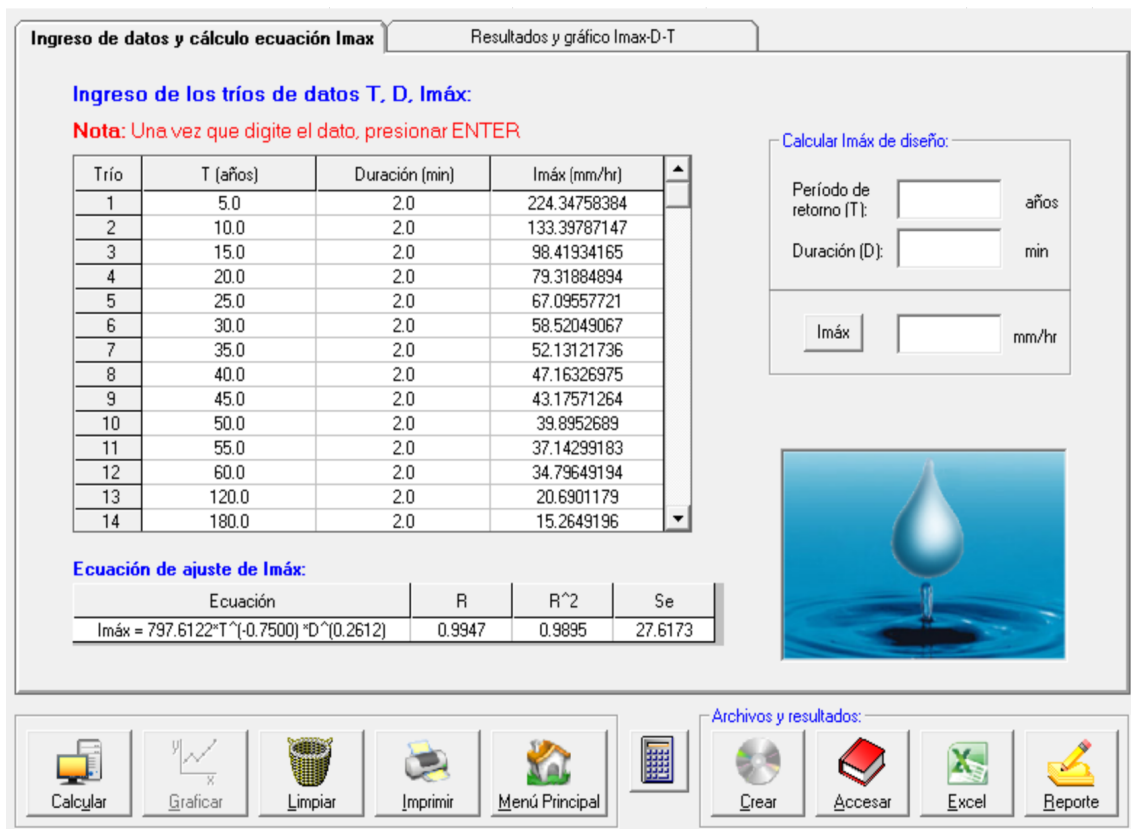 Ingreso de datos y cálculo ecuación Imax
Resultados y gráfico Imax-D-T
Ingreso de los tríos de datos T, D, Imáx:
Nota: Una vez que digite el dato, presionar ENTER
Trío T (años) Duración (min) Imáx (mm/hr)
1 5.0 2.0 224.34758384
2 10.0 2.0 133.39787147
3 15.0 2.0 98.41934165
4 20.0 2.0 79.31884894
5 25.0 2.0 67.09557721
6 30.0 2.0 58.52049067
7 35.0 2.0 52.13121736
8 40.0 2.0 47.16326975
9 45.0 2.0 43.17571264
10 50.0 2.0 39.8952689
11 55.0 2.0 37.14299183
12 60.0 2.0 34.79649194
13 120.0 2.0 20.6901179
14 180.0 2.0 15.2649196
Calcular Imáx de diseño:
Período de
retorno (T): años
Duración (D): min
Imáx mm/hr
Ecuación de ajuste de Imáx:
Ecuación R R^2 Se
Imáx = 797.6122*T^(-0.7500) *D^(0.2612) 0.9947 0.9895 27.6173
Calcular
y
x
Graficar
Limpiar
Imprimir
Menú Principal
Archivos y resultados:
Crear
Accesar
X
Excel
Reporte